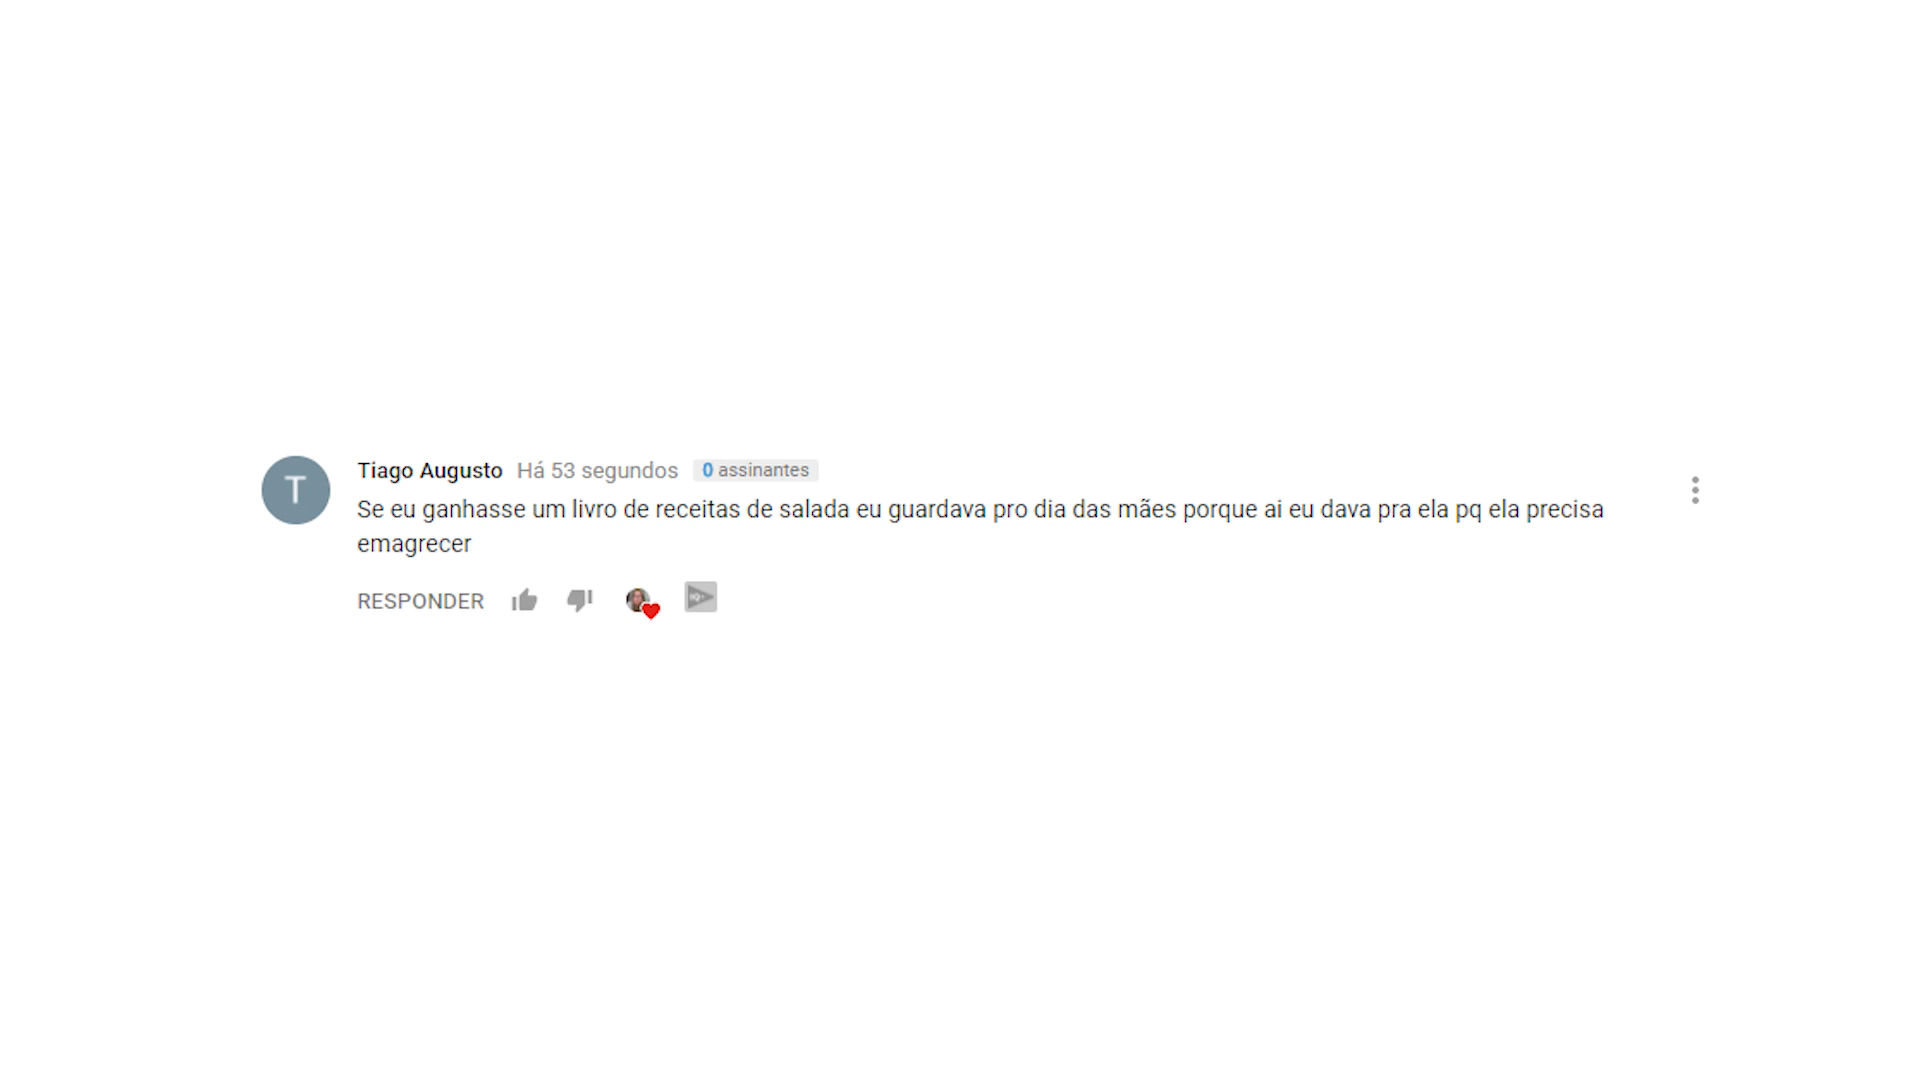 T
Tiago Augusto Há 53 segundos 0 assinantes
Se eu ganhasse um livro de receitas de salada eu guardava pro dia das mães porque ai eu dava pra ela pq ela precisa
emagrecer
RESPONDER